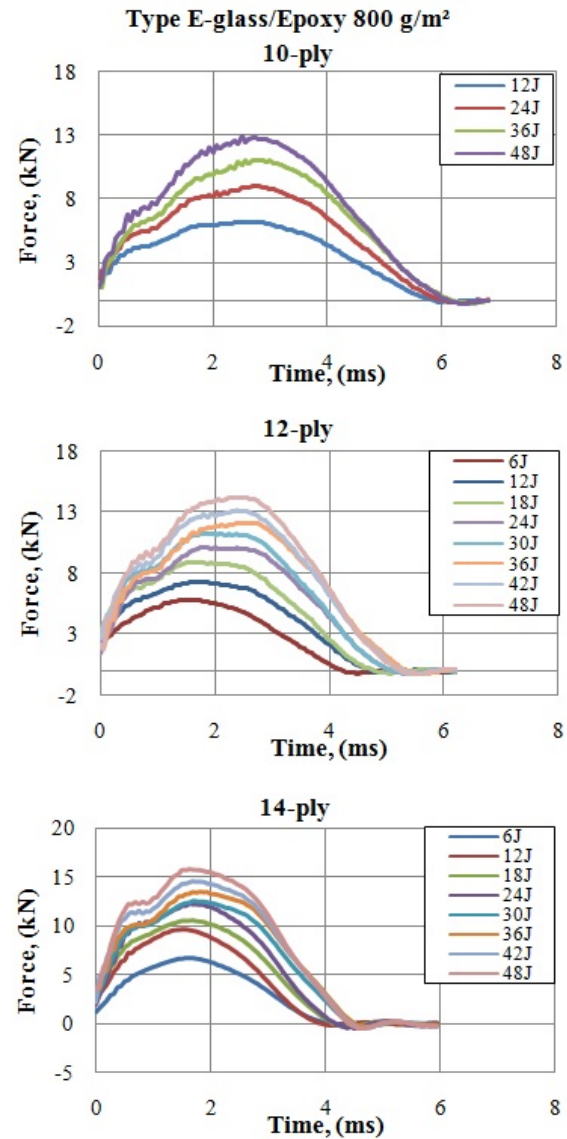 Type E-glass/Epoxy 800 g/m²
10-ply
18
13
8
3
-2
Force, (kN)
12J
24J
36J
48J
0 2 4 6 8
Time, (ms)
12-ply
18
13
8
3
-2
Force, (kN)
6J
12J
18J
24J
30J
36J
42J
48J
0 2 4 6 8
Time, (ms)
14-ply
20
15
10
5
0
-5
Force, (kN)
6J
12J
18J
24J
30J
36J
42J
48J
0 2 4 6 8
Time, (ms)